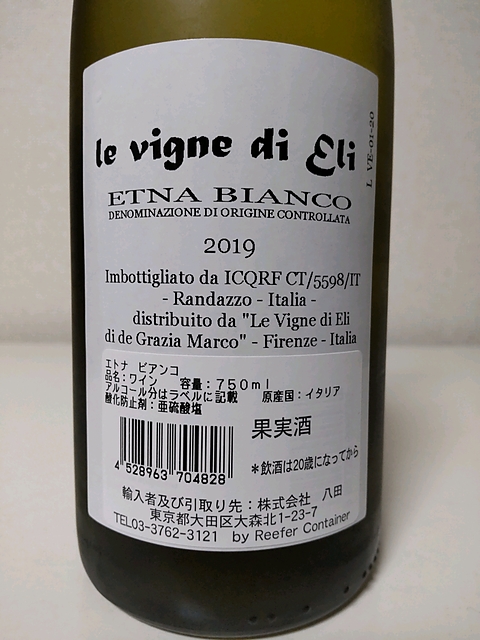 le vigne di Eli
L VE-01-20
ETNA BIANCO
DENOMINAZIONE DI ORIGINE CONTROLLATA
2019
Imbottigliato da ICQRF CT/5598/IT
- Randazzo - Italia -
distribuito da "Le Vigne di Eli
di de Grazia Marco" - Firenze - Italia
エトナ ビアンコ
品名：ワイン 容量：750ml
アルコール分はラベルに記載 原産国：イタリア
酸化防止剤：亜硫酸塩
果実酒
4 528963 704828
＊飲酒は20歳になってから
輸入者及び引取り先：株式会社 八田
東京都大田区大森北1-23-7
TEL03-3762-3121 by Reefer Container